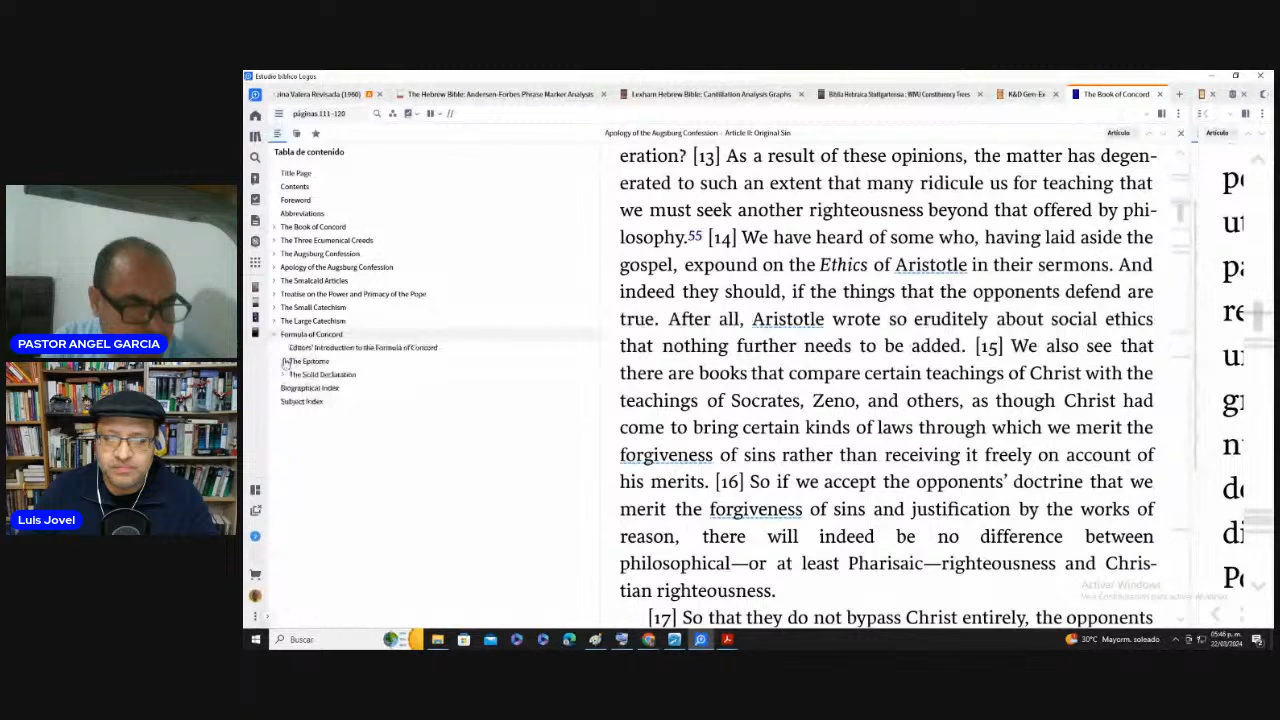 Estudio bíblico Logos
ina Valera Revisada (1960)
The Hebrew Bible: Andersen-Forbes Phrase Marker Analysis
Lexham Hebrew Bible: Cantillation Analysis Graphs
Biblia Hebraica Stuttgartensia : WIVU Constituency Trees
K&D Gen-Ex
The Book of Concord
páginas 111-120
Apology of the Augsburg Confession › Article II: Original Sin
Artículo
Artículo
Tabla de contenido
Title Page
Contents
Foreword
Abbreviations
The Book of Concord
The Three Ecumenical Creeds
The Augsburg Confession
Apology of the Augsburg Confession
The Smalcald Articles
Treatise on the Power and Primacy of the Pope
The Small Catechism
The Large Catechism
Formula of Concord
Editors' Introduction to the Formula of Concord
The Epitome
The Solid Declaration
Biographical Index
Subject Index
eration? [13] As a result of these opinions, the matter has degen-
erated to such an extent that many ridicule us for teaching that
we must seek another righteousness beyond that offered by phi-
losophy.55 [14] We have heard of some who, having laid aside the
gospel, expound on the Ethics of Aristotle in their sermons. And
indeed they should, if the things that the opponents defend are
true. After all, Aristotle wrote so eruditely about social ethics
that nothing further needs to be added. [15] We also see that
there are books that compare certain teachings of Christ with the
teachings of Socrates, Zeno, and others, as though Christ had
come to bring certain kinds of laws through which we merit the
forgiveness of sins rather than receiving it freely on account of
his merits. [16] So if we accept the opponents' doctrine that we
merit the forgiveness of sins and justification by the works of
reason, there will indeed be no difference between
philosophical—or at least Pharisaic—righteousness and Chris-
tian righteousness.
[17] So that they do not bypass Christ entirely, the opponents
Activar Windows
PASTOR ANGEL GARCIA
Luis Jovel
Buscar
30°C Mayorm. soleado
05:46 p. m.
22/03/2024